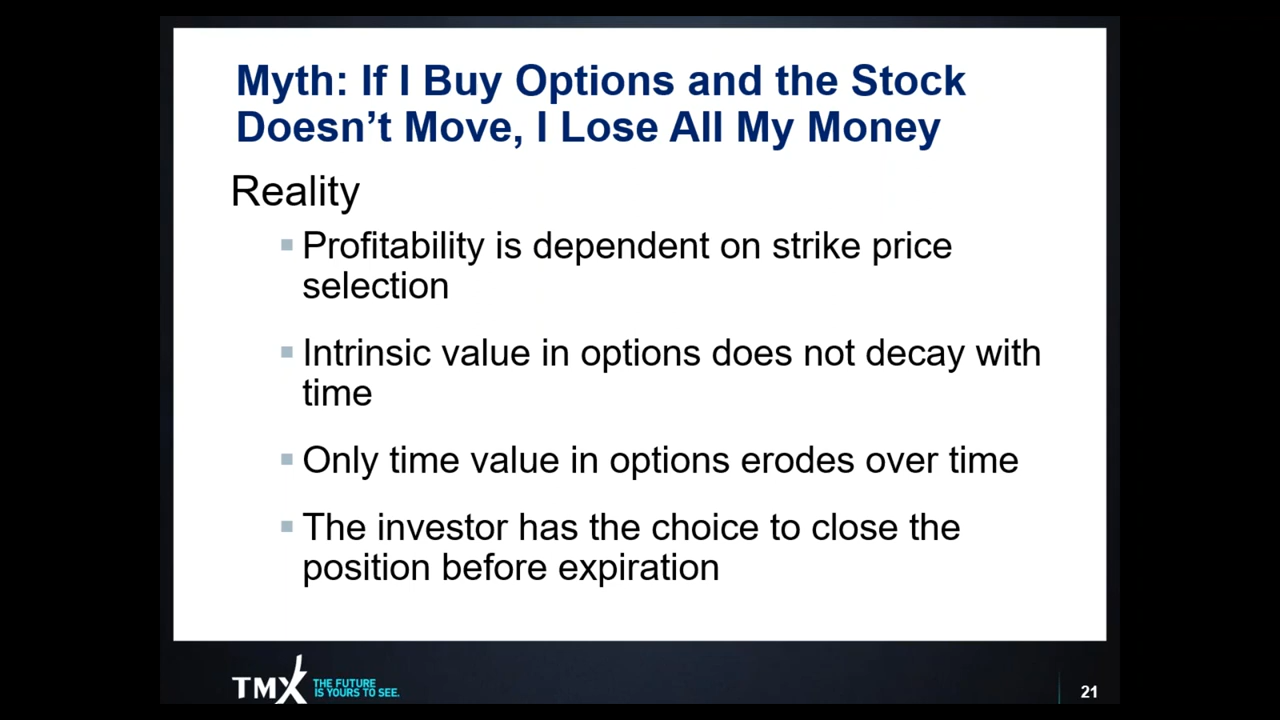 Myth: If I Buy Options and the Stock
Doesn’t Move, I Lose All My Money
Reality
Profitability is dependent on strike price
selection
Intrinsic value in options does not decay with
time
Only time value in options erodes over time
The investor has the choice to close the
position before expiration
TMX
THE FUTURE
IS YOURS TO SEE.
21